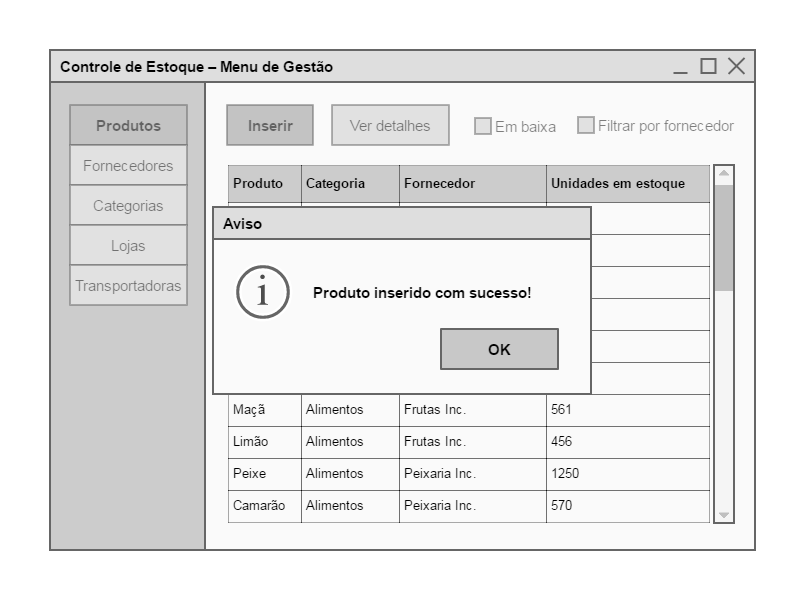 Controle de Estoque – Menu de Gestão
Produtos
Fornecedores
Categorias
Lojas
Transportadoras
Inserir Ver detalhes Em baixa Filtrar por fornecedor
Produto Categoria Fornecedor Unidades em estoque
Aviso
i
Produto inserido com sucesso!
OK
Maçã Alimentos Frutas Inc. 561
Limão Alimentos Frutas Inc. 456
Peixe Alimentos Peixaria Inc. 1250
Camarão Alimentos Peixaria Inc. 570